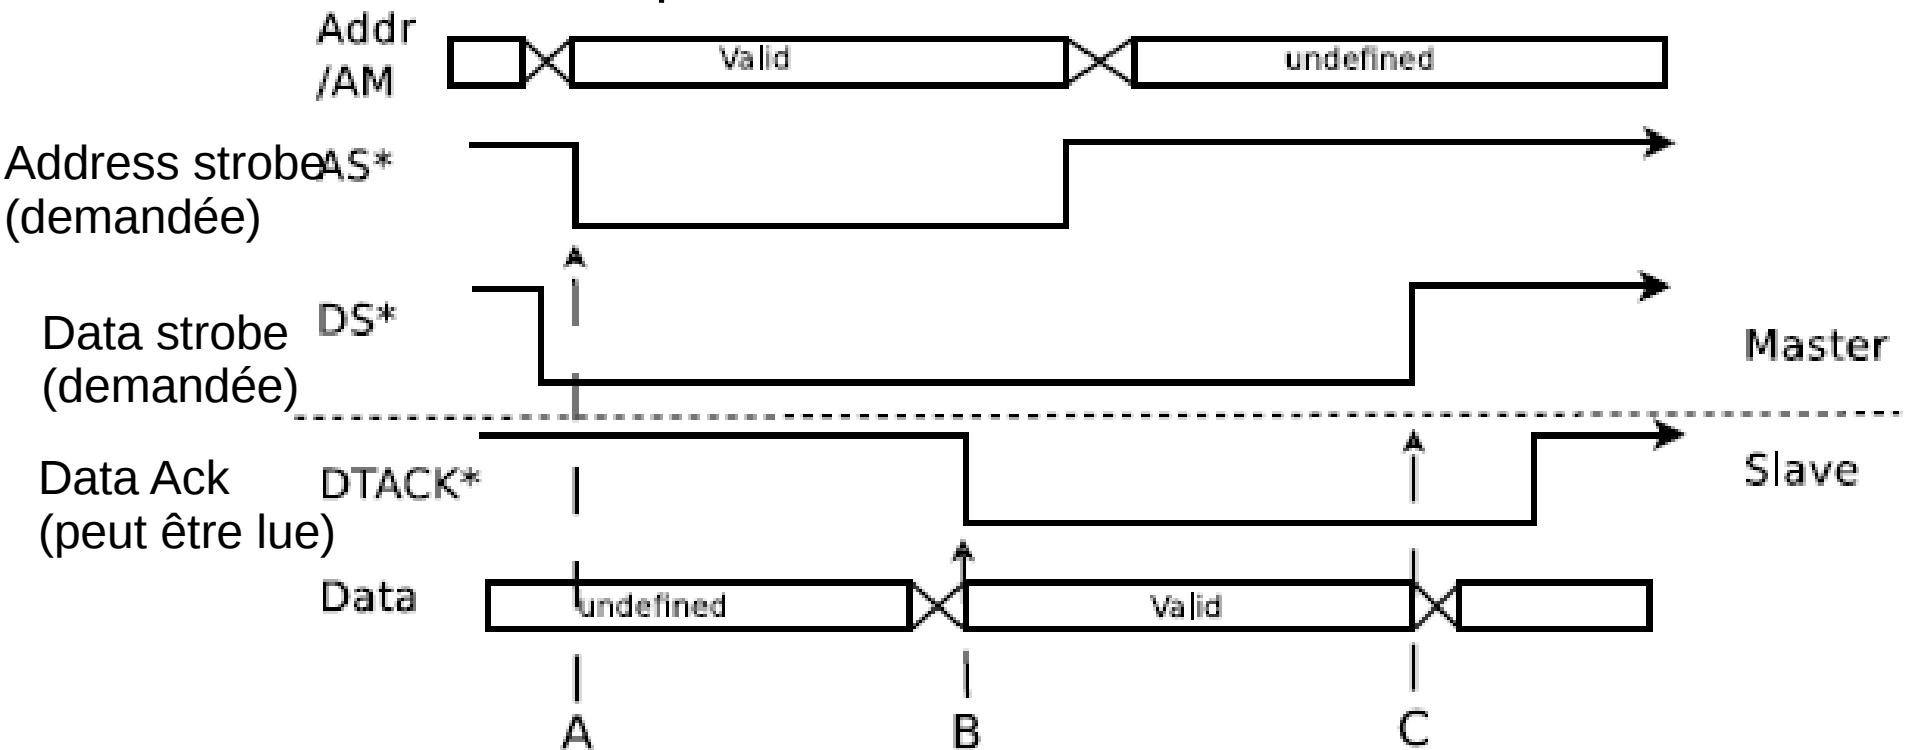 Addr
/AM
Valid
undefined
Address strobe
(demandée)
AS*
Data strobe
(demandée)
DS*
Master
Data Ack
(peut être lue)
DTACK*
Slave
Data
undefined
Valid
A
B
C